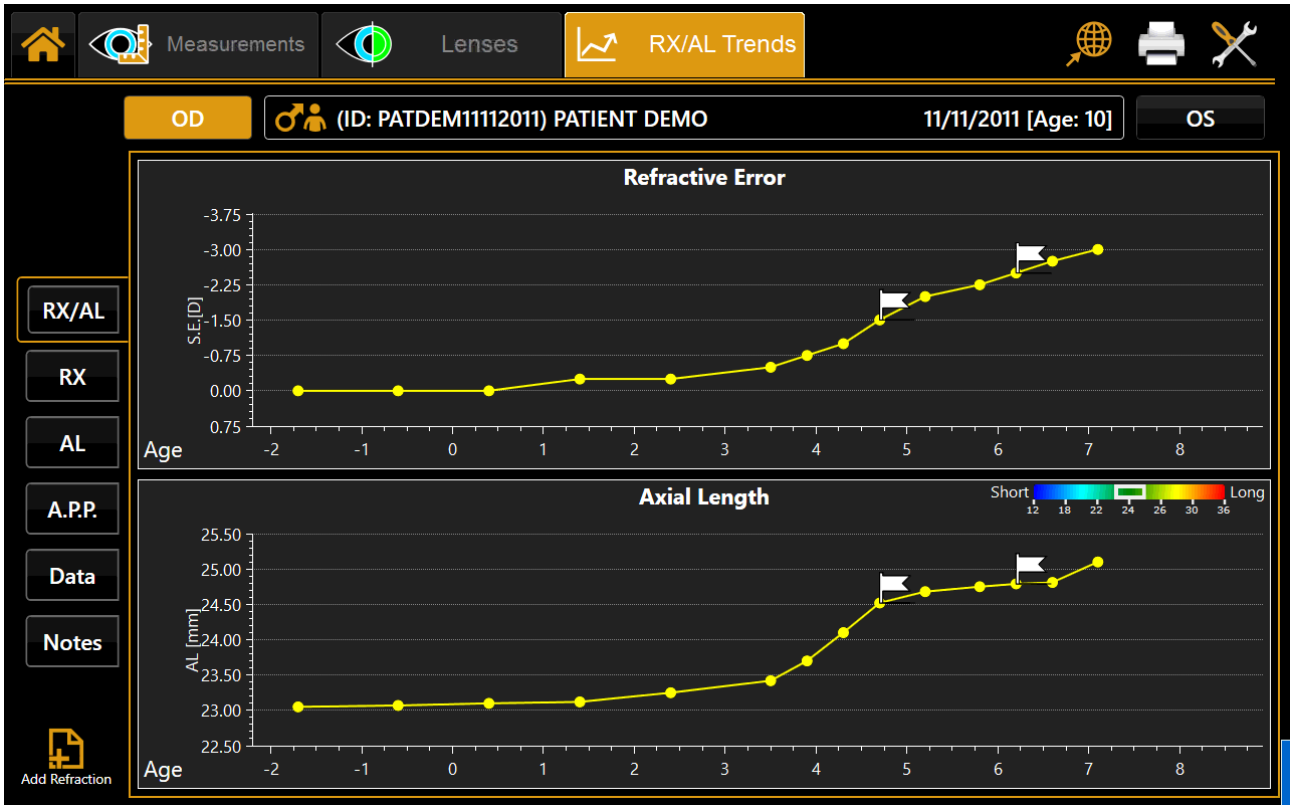 Measurements
Lenses
RX/AL Trends
OD
(ID: PATDEM11112011) PATIENT DEMO 11/11/2011 [Age: 10]
OS
RX/AL
RX
AL
A.P.P.
Data
Notes
Add Refraction
Refractive Error
S.E.[D]
-3.75
-3.00
-2.25
-1.50
-0.75
0.00
0.75
Age -2 -1 0 1 2 3 4 5 6 7 8
Axial Length
Short Long
12 18 22 24 26 30 36
AL [mm]
25.50
25.00
24.50
24.00
23.50
23.00
22.50
Age -2 -1 0 1 2 3 4 5 6 7 8